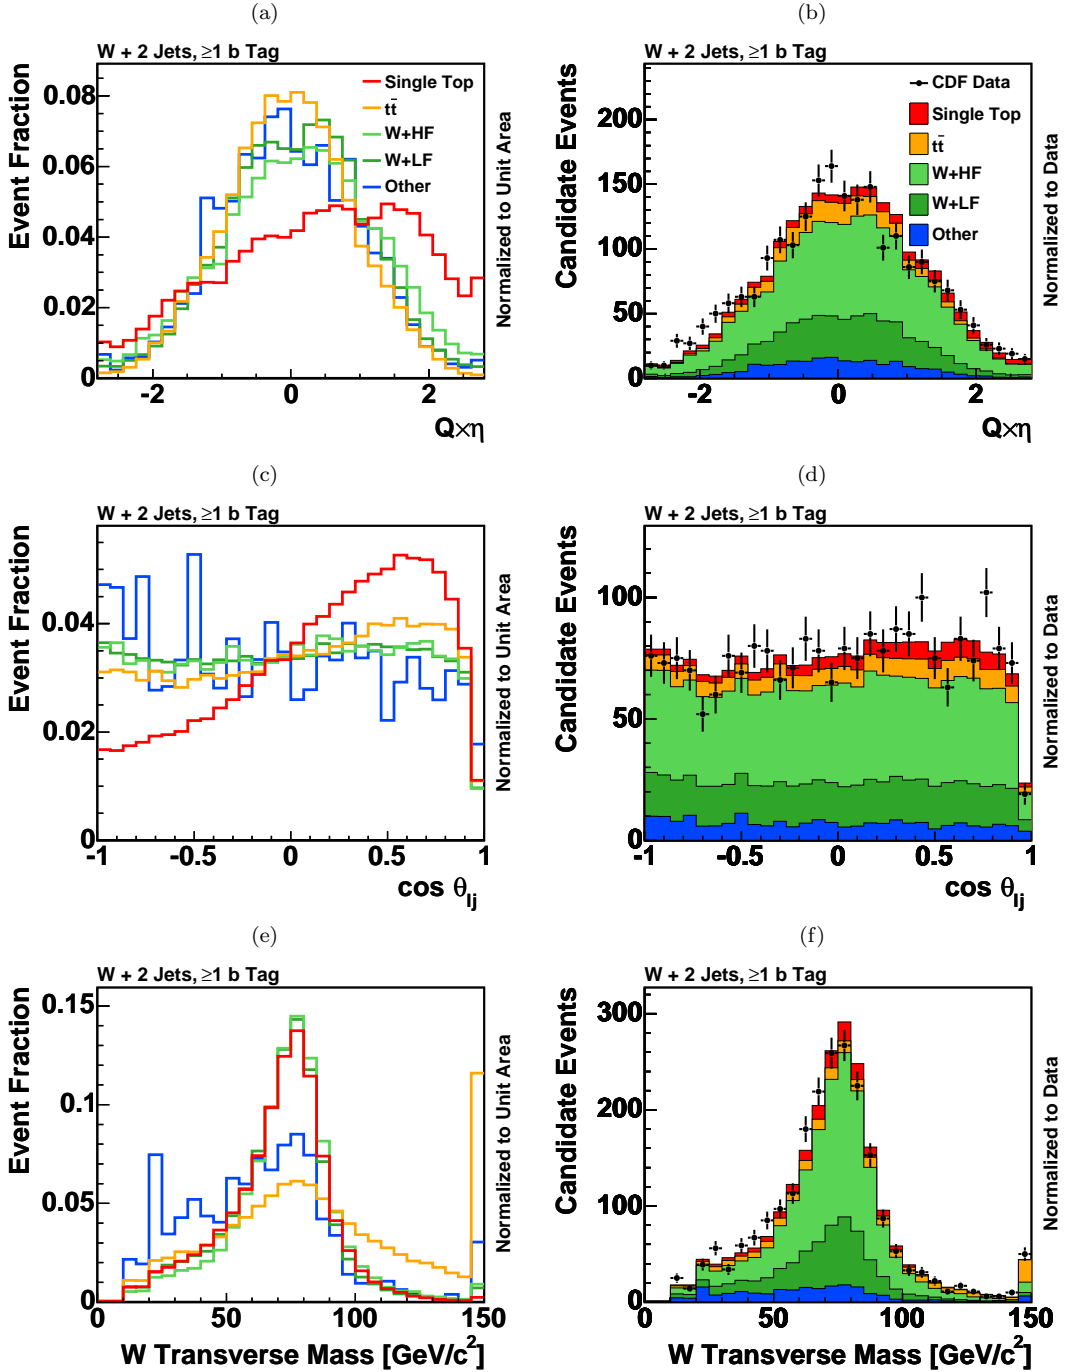 (a)
W + 2 Jets, ≥1 b Tag
Event Fraction
Normalized to Unit Area
0.08
0.06
0.04
0.02
0
Single Top
tt̄
W+HF
W+LF
Other
-2 0 2
Q×η
(b)
W + 2 Jets, ≥1 b Tag
Candidate Events
Normalized to Data
200
150
100
50
0
CDF Data
Single Top
tt̄
W+HF
W+LF
Other
-2 0 2
Q×η
(c)
W + 2 Jets, ≥1 b Tag
Event Fraction
Normalized to Unit Area
0.04
0.02
0
-1 -0.5 0 0.5 1
cos θlj
(d)
W + 2 Jets, ≥1 b Tag
Candidate Events
Normalized to Data
100
50
0
-1 -0.5 0 0.5 1
cos θlj
(e)
W + 2 Jets, ≥1 b Tag
Event Fraction
Normalized to Unit Area
0.15
0.1
0.05
0
0 50 100 150
W Transverse Mass [GeV/c²]
(f)
W + 2 Jets, ≥1 b Tag
Candidate Events
Normalized to Data
300
200
100
0
0 50 100 150
W Transverse Mass [GeV/c²]